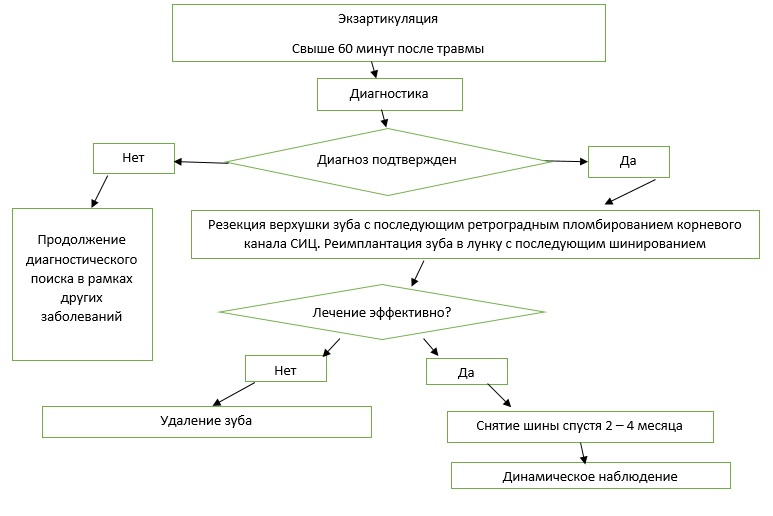 Экзартикуляция
Свыше 60 минут после травмы
Диагностика
Диагноз подтвержден
Нет
Да
Продолжение
диагностического
поиска в рамках
других
заболеваний
Резекция верхушки зуба с последующим ретроградным пломбированием корневого
канала СИЦ. Реимплантация зуба в лунку с последующим шинированием
Лечение эффективно?
Нет
Да
Удаление зуба
Снятие шины спустя 2 – 4 месяца
Динамическое наблюдение